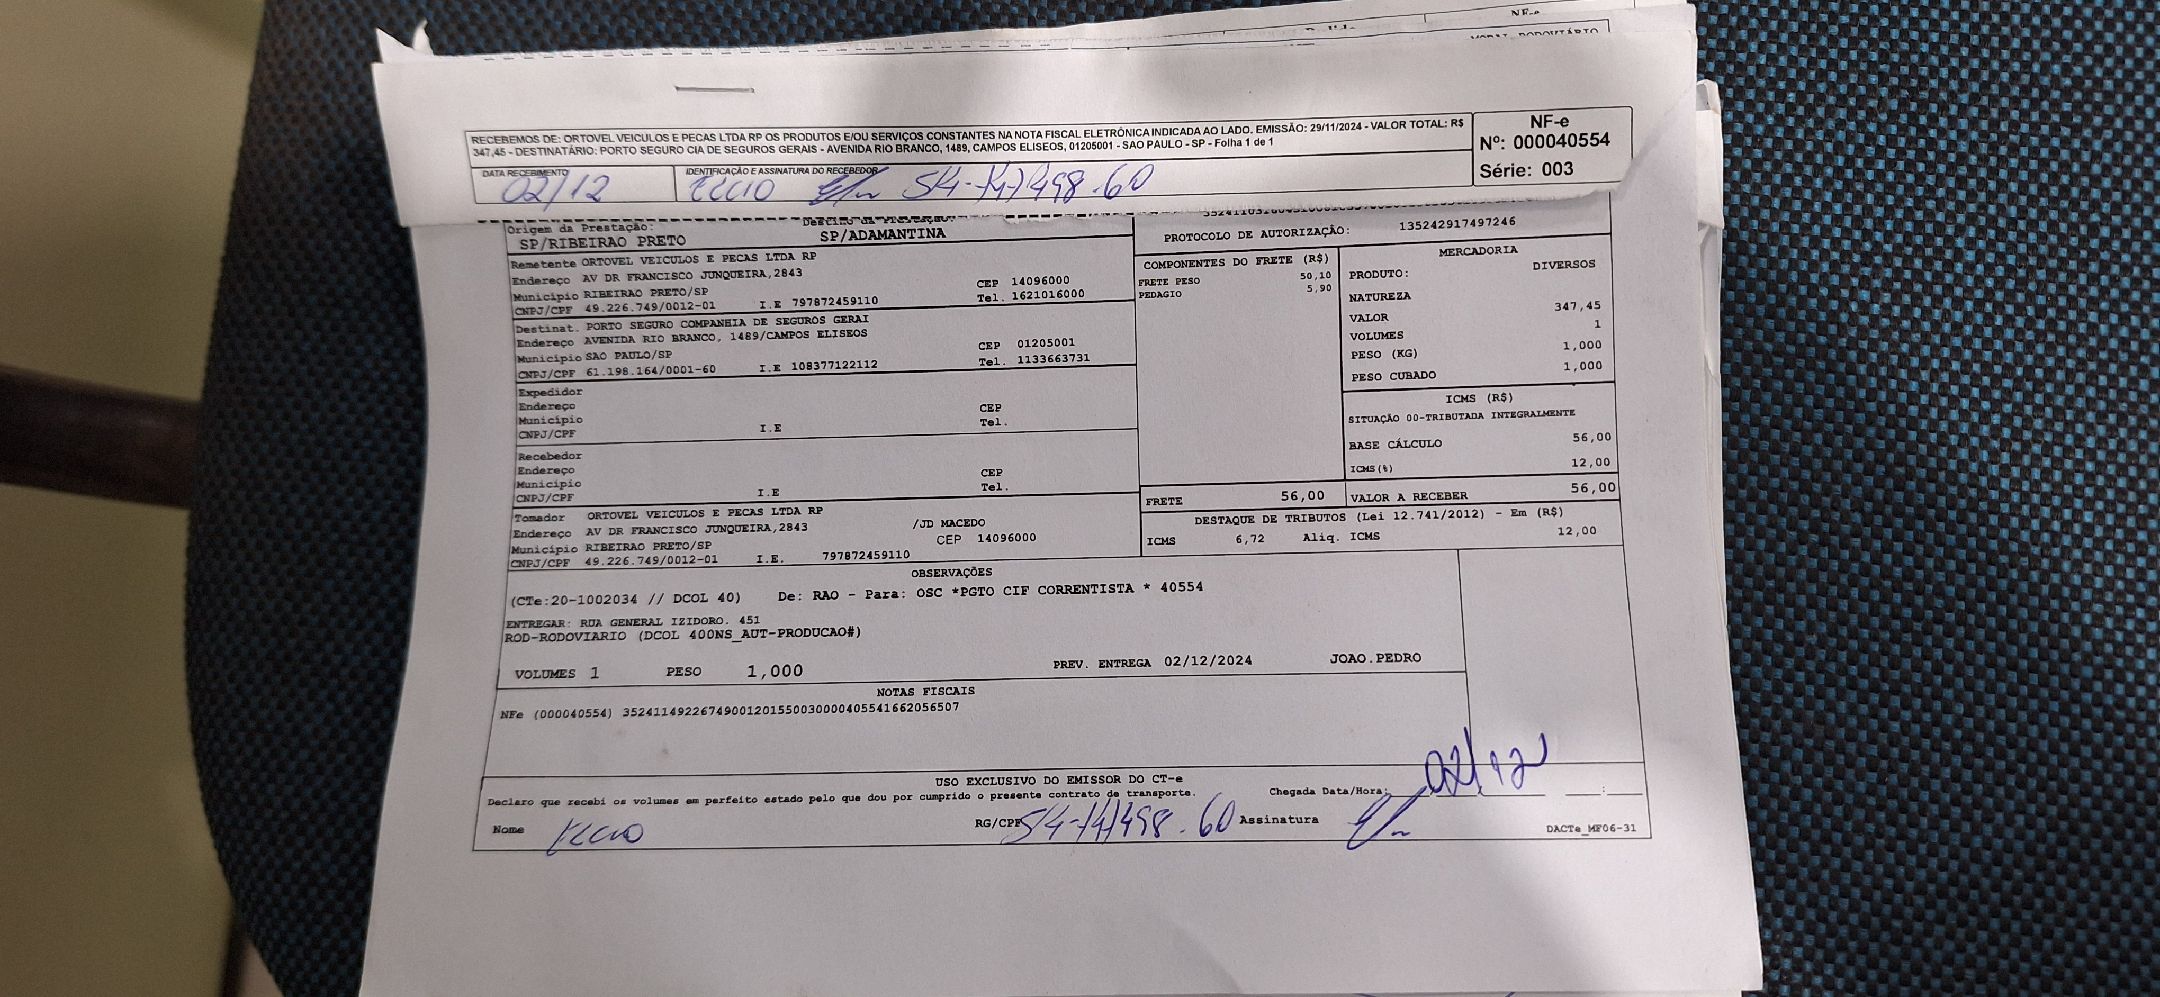 NF-e
RECEBEMOS DE: ORTOVEL VEICULOS E PECAS LTDA RP OS PRODUTOS E/OU SERVIÇOS CONSTANTES NA NOTA FISCAL ELETRÔNICA INDICADA AO LADO. EMISSÃO: 29/11/2024 - VALOR TOTAL: R$
347,45 - DESTINATÁRIO: PORTO SEGURO CIA DE SEGUROS GERAIS - AVENIDA RIO BRANCO, 1489, CAMPOS ELISEOS, 01205001 - SAO PAULO - SP - Folha 1 de 1
NF-e
Nº: 000040554
Série: 003
DATA RECEBIMENTO
02/12
IDENTIFICAÇÃO E ASSINATURA DO RECEBEDOR
Origem da Prestação:
SP/RIBEIRAO PRETO
Destino da Prestação:
SP/ADAMANTINA
PROTOCOLO DE AUTORIZAÇÃO: 135242917497246
Remetente ORTOVEL VEICULOS E PECAS LTDA RP
Endereço AV DR FRANCISCO JUNQUEIRA,2843
Município RIBEIRAO PRETO/SP CEP 14096000
CNPJ/CPF 49.226.749/0012-01 I.E 797872459110 Tel. 1621016000
Destinat. PORTO SEGURO COMPANHIA DE SEGUROS GERAI
Endereço AVENIDA RIO BRANCO, 1489/CAMPOS ELISEOS
Município SAO PAULO/SP CEP 01205001
CNPJ/CPF 61.198.164/0001-60 I.E 108377122112 Tel. 1133663731
Expedidor
Endereço CEP
Município Tel.
CNPJ/CPF I.E
Recebedor
Endereço CEP
Município Tel.
CNPJ/CPF I.E
Tomador ORTOVEL VEICULOS E PECAS LTDA RP
Endereço AV DR FRANCISCO JUNQUEIRA,2843 /JD MACEDO
Município RIBEIRAO PRETO/SP CEP 14096000
CNPJ/CPF 49.226.749/0012-01 I.E. 797872459110
COMPONENTES DO FRETE (R$)
FRETE PESO 50,10
PEDAGIO 5,90
FRETE 56,00
MERCADORIA
PRODUTO: DIVERSOS
NATUREZA
VALOR 347,45
VOLUMES 1
PESO (KG) 1,000
PESO CUBADO 1,000
ICMS (R$)
SITUAÇÃO 00-TRIBUTADA INTEGRALMENTE
BASE CÁLCULO 56,00
ICMS(%) 12,00
VALOR A RECEBER 56,00
DESTAQUE DE TRIBUTOS (Lei 12.741/2012) - Em (R$)
ICMS 6,72 Aliq. ICMS 12,00
OBSERVAÇÕES
(CTe:20-1002034 // DCOL 40) De: RAO - Para: OSC *PGTO CIF CORRENTISTA * 40554
ENTREGAR: RUA GENERAL IZIDORO. 451
ROD-RODOVIARIO (DCOL 400NS_AUT-PRODUCAO#)
VOLUMES 1 PESO 1,000 PREV. ENTREGA 02/12/2024 JOAO.PEDRO
NOTAS FISCAIS
NFe (000040554) 35241149226749001201550030000405541662056507
USO EXCLUSIVO DO EMISSOR DO CT-e
Declaro que recebi os volumes em perfeito estado pelo que dou por cumprido o presente contrato de transporte. Chegada Data/Hora: 02/12 :
Nome RG/CPF Assinatura
DACTe_MF06-31